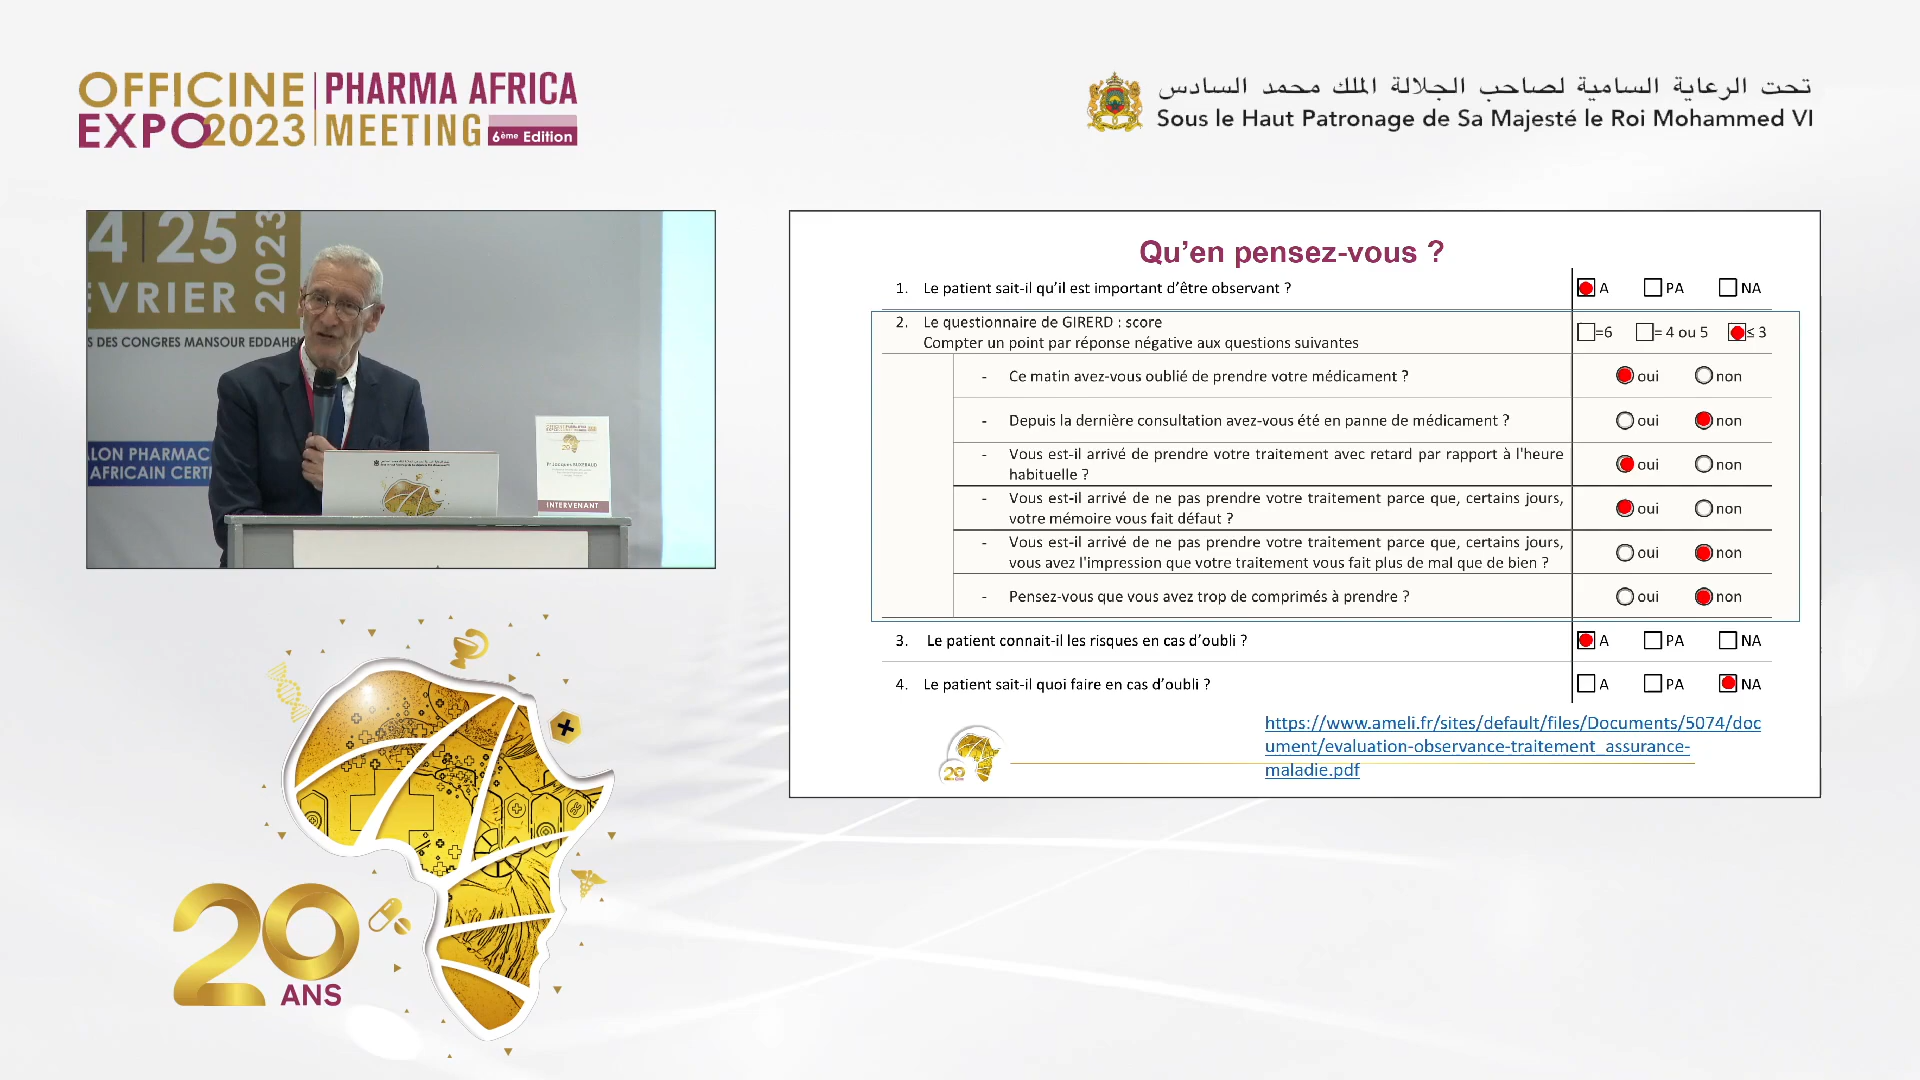 OFFICINE
EXPO2023
PHARMA AFRICA
MEETING
6ème Edition
تحت الرعاية السامية لصاحب الجلالة الملك محمد السادس
Sous le Haut Patronage de Sa Majesté le Roi Mohammed VI
4 | 25
VRIER
2023
S DES CONGRES MANSOUR EDDAHB
LON PHARMAC
AFRICAIN CERTI
INTERVENANT
Qu’en pensez-vous ?
1. Le patient sait-il qu’il est important d’être observant ? A PA NA
2. Le questionnaire de GIRERD : score
Compter un point par réponse négative aux questions suivantes
=6 = 4 ou 5 ≤ 3
- Ce matin avez-vous oublié de prendre votre médicament ? oui non
- Depuis la dernière consultation avez-vous été en panne de médicament ? oui non
- Vous est-il arrivé de prendre votre traitement avec retard par rapport à l'heure
habituelle ? oui non
- Vous est-il arrivé de ne pas prendre votre traitement parce que, certains jours,
votre mémoire vous fait défaut ? oui non
- Vous est-il arrivé de ne pas prendre votre traitement parce que, certains jours,
vous avez l'impression que votre traitement vous fait plus de mal que de bien ? oui non
- Pensez-vous que vous avez trop de comprimés à prendre ? oui non
3. Le patient connait-il les risques en cas d’oubli ? A PA NA
4. Le patient sait-il quoi faire en cas d’oubli ? A PA NA
https://www.ameli.fr/sites/default/files/Documents/5074/doc
ument/evaluation-observance-traitement_assurance-
maladie.pdf
20
20
ANS